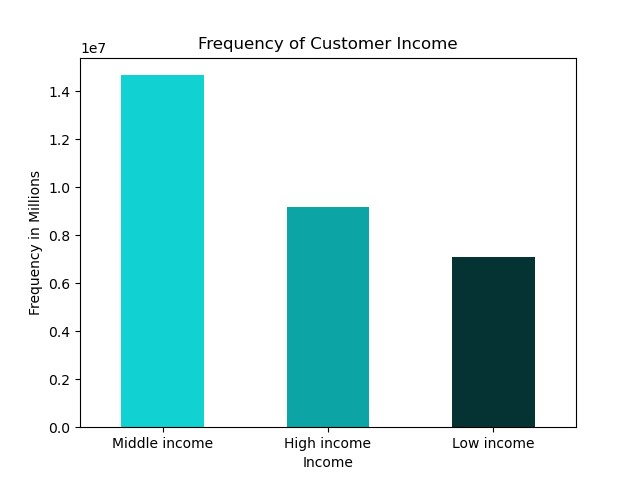 Frequency of Customer Income
1e7
1.4
1.2
1.0
0.8
0.6
0.4
0.2
0.0
Frequency in Millions
Middle income High income Low income
Income